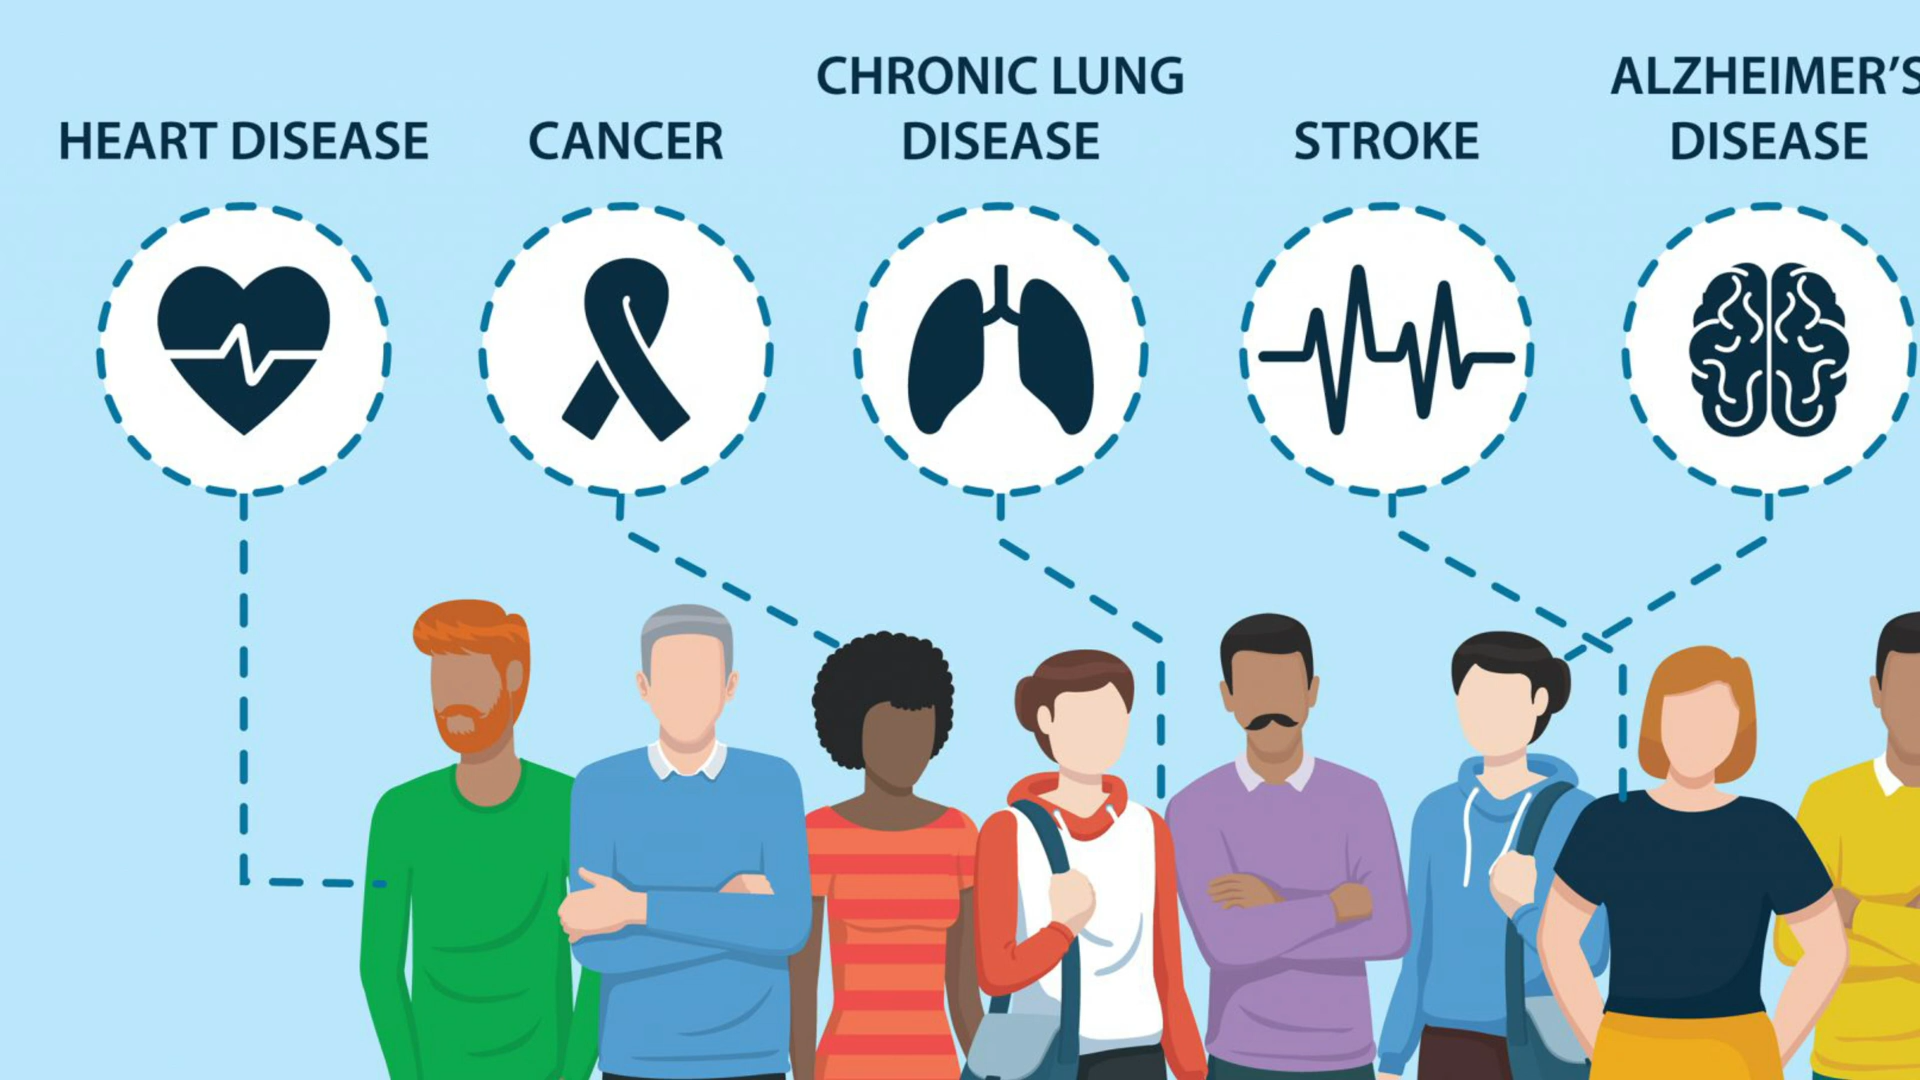 HEART DISEASE
CANCER
CHRONIC LUNG
DISEASE
STROKE
ALZHEIMER'S
DISEASE